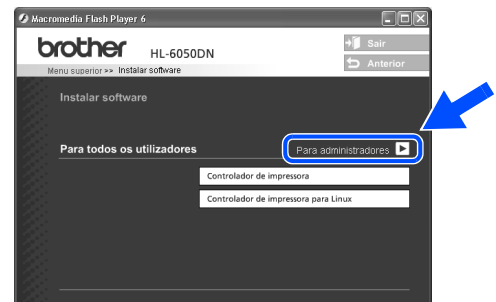 Macromedia Flash Player 6
brother HL-6050DN
Sair
Anterior
Menu superior >> Instalar software
Instalar software
Para todos os utilizadores
Para administradores
Controlador de impressora
Controlador de impressora para Linux